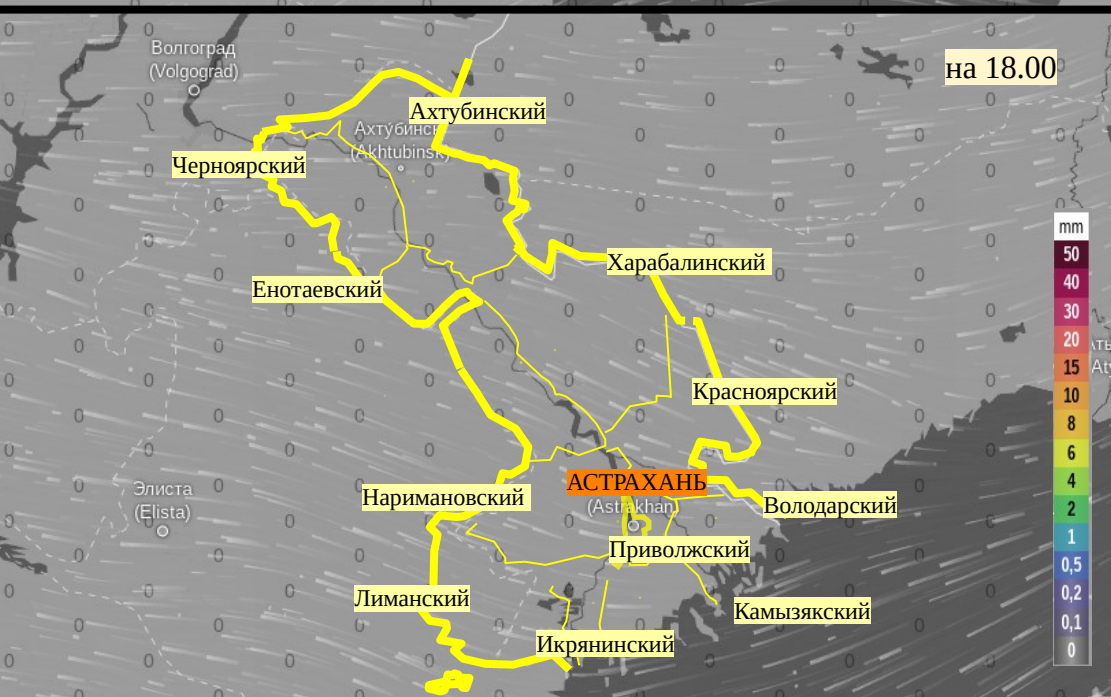 Волгоград
(Volgograd)
на 18.00
Ахтубинский
(Akhtubinsk)
Черноярский
Харабалинский
Енотаевский
mm
50
40
30
20
15
10
8
6
4
2
1
0,5
0,2
0,1
0
Красноярский
АСТРАХАНЬ
(Astrakhan)
Элиста
(Elista)
Наримановский
Володарский
Приволжский
Лиманский
Камызякский
Икрянинский